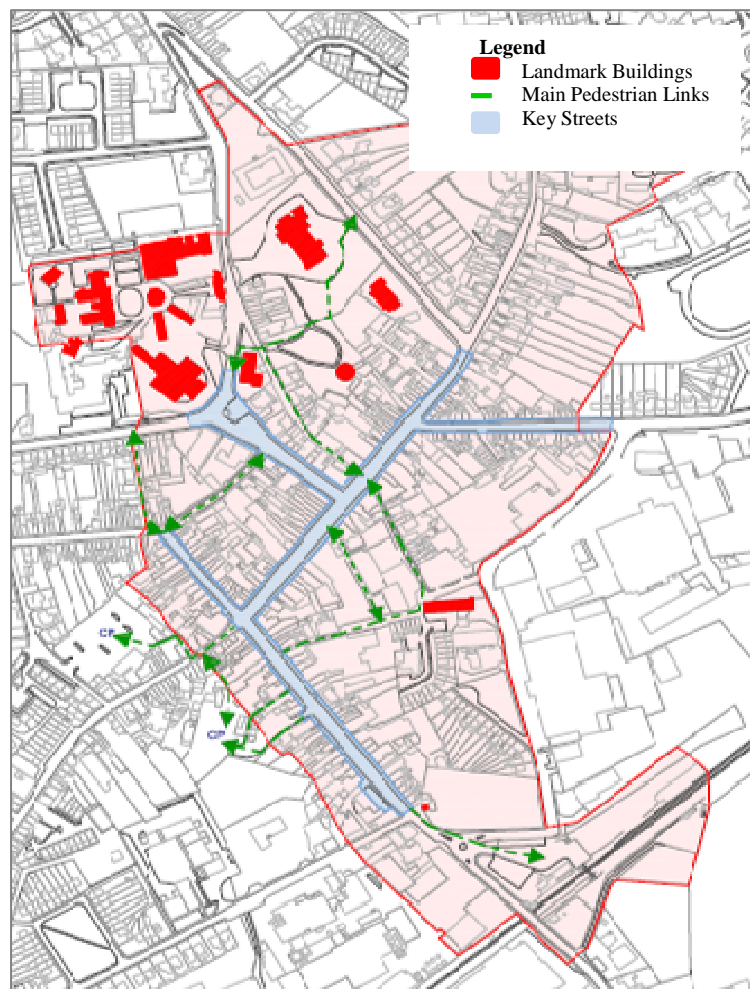 Legend
Landmark Buildings
Main Pedestrian Links
Key Streets
CP
CP